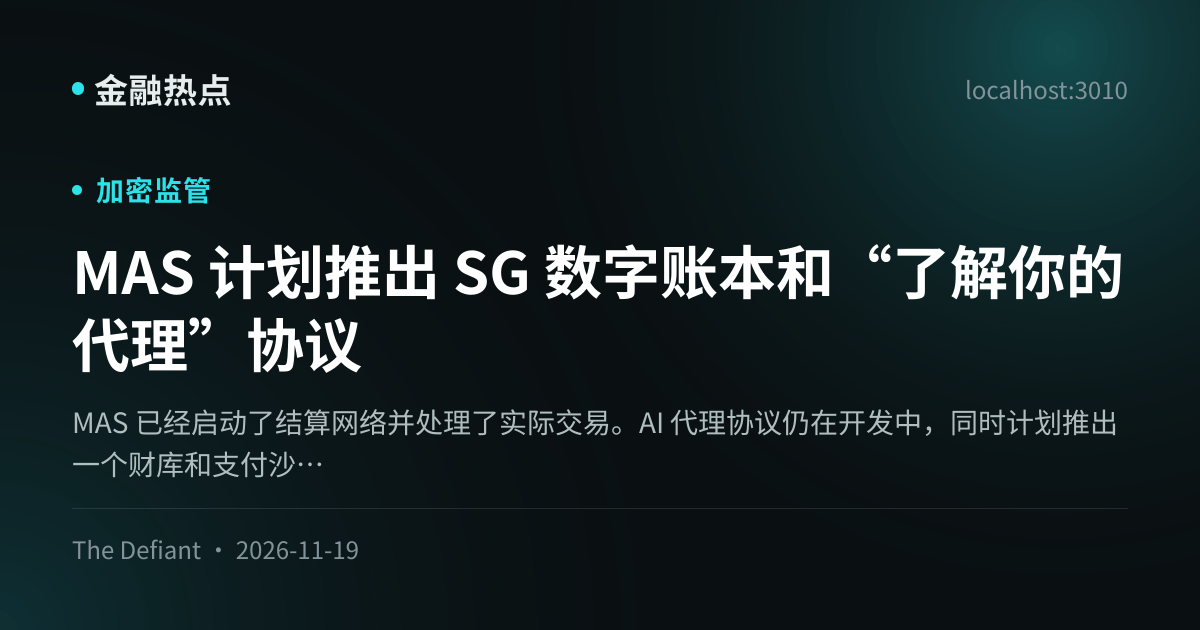 金融热点
localhost:3010
加密监管
MAS 计划推出 SG 数字账本和“了解你的
代理”协议
MAS 已经启动了结算网络并处理了实际交易。AI 代理协议仍在开发中，同时计划推出
一个财库和支付沙…
The Defiant • 2026-11-19